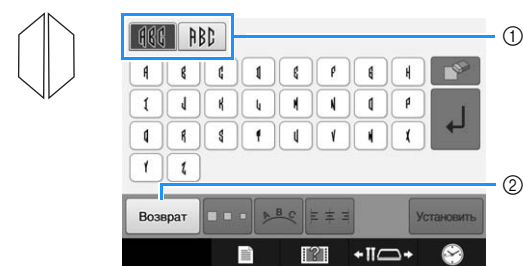 ABC ABC ①
A B C D E F G H
I J K L M N O P
Q R S T U V W X
Y Z
②
Возврат A B C Установить
?